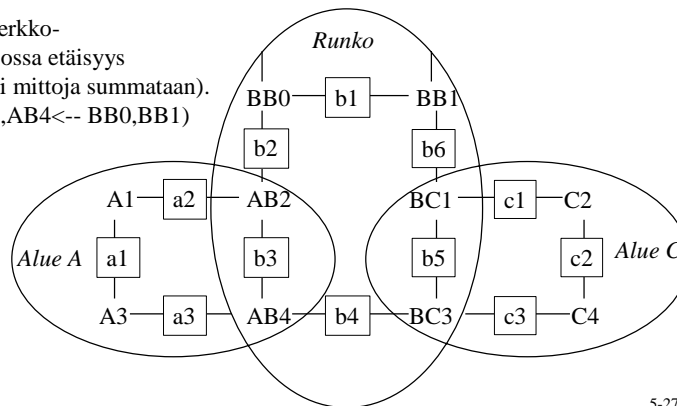 erkko-
ossa etäisyys
i mittoja summataan).
,AB4<-- BB0,BB1)
Runko
BB0 b1 BB1
b2 b6
A1 a2 AB2 BC1 c1 C2
Alue A a1 b3 b5 c2 Alue C
A3 a3 AB4 b4 BC3 c3 C4
5-27